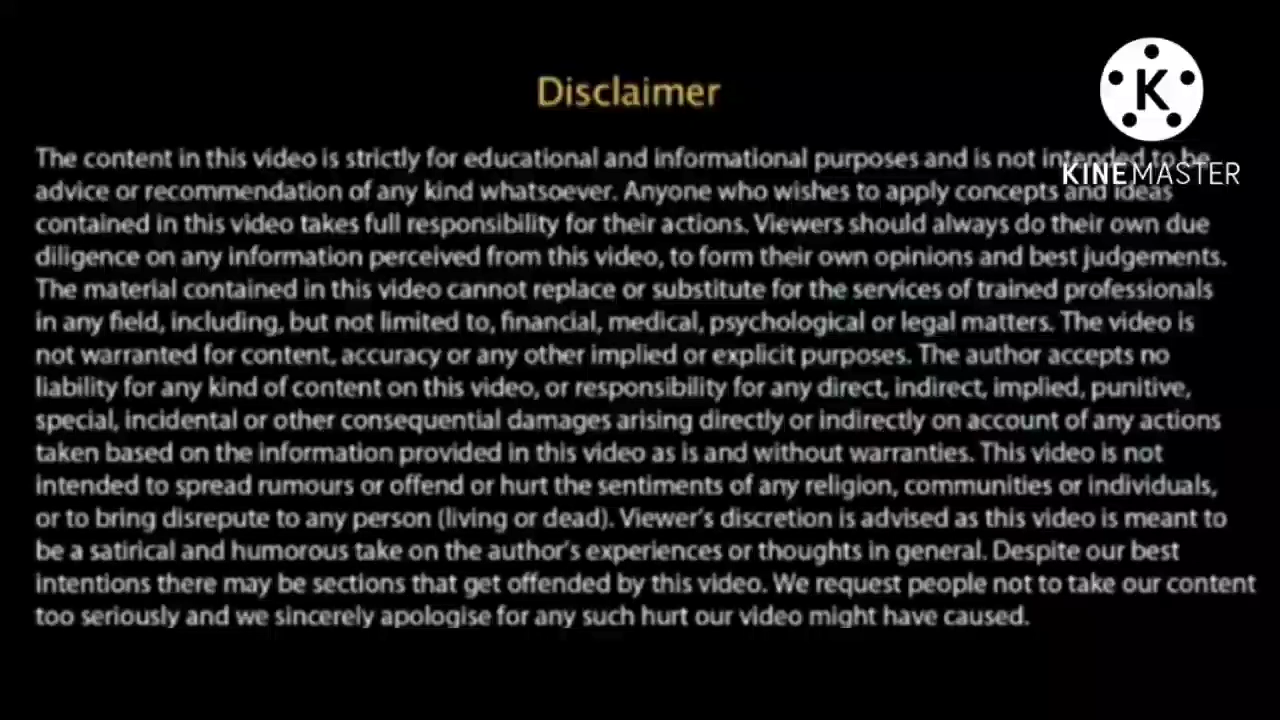 Disclaimer
K
KINEMASTER
The content in this video is strictly for educational and informational purposes and is not intended to be
advice or recommendation of any kind whatsoever. Anyone who wishes to apply concepts and ideas
contained in this video takes full responsibility for their actions. Viewers should always do their own due
diligence on any information perceived from this video, to form their own opinions and best judgements.
The material contained in this video cannot replace or substitute for the services of trained professionals
in any field, including, but not limited to, financial, medical, psychological or legal matters. The video is
not warranted for content, accuracy or any other implied or explicit purposes. The author accepts no
liability for any kind of content on this video, or responsibility for any direct, indirect, implied, punitive,
special, incidental or other consequential damages arising directly or indirectly on account of any actions
taken based on the information provided in this video as is and without warranties. This video is not
intended to spread rumours or offend or hurt the sentiments of any religion, communities or individuals,
or to bring disrepute to any person (living or dead). Viewer's discretion is advised as this video is meant to
be a satirical and humorous take on the author's experiences or thoughts in general. Despite our best
intentions there may be sections that get offended by this video. We request people not to take our content
too seriously and we sincerely apologise for any such hurt our video might have caused.